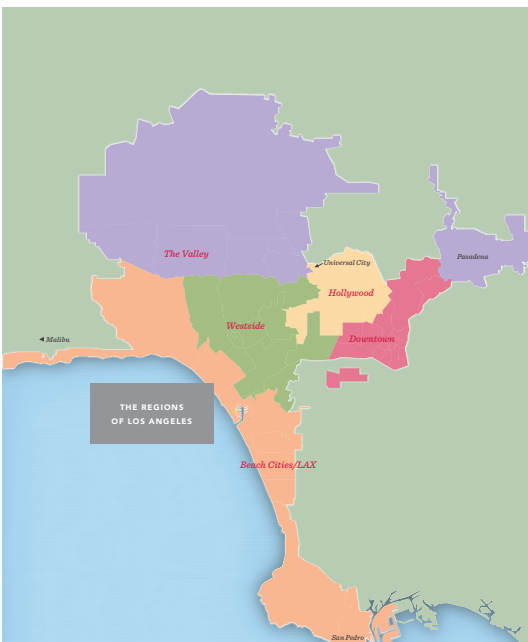 The Valley
Pasadena
Universal City
Hollywood
Westside
Malibu
Downtown
THE REGIONS
OF LOS ANGELES
Beach Cities/LAX
San Pedro